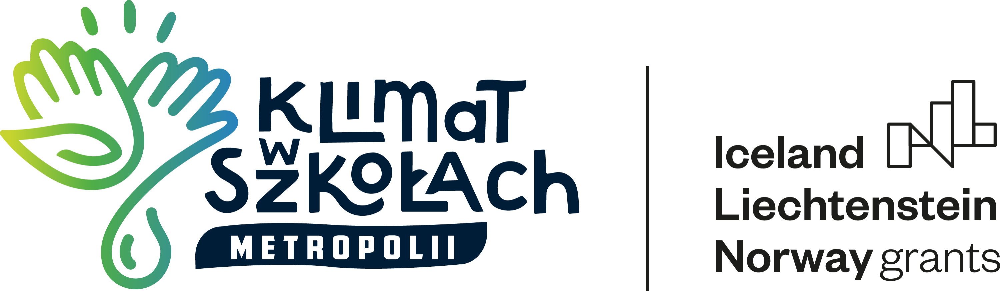 KLIMAT
W
SZKOŁACH
METROPOLII
Iceland
Liechtenstein
Norway grants